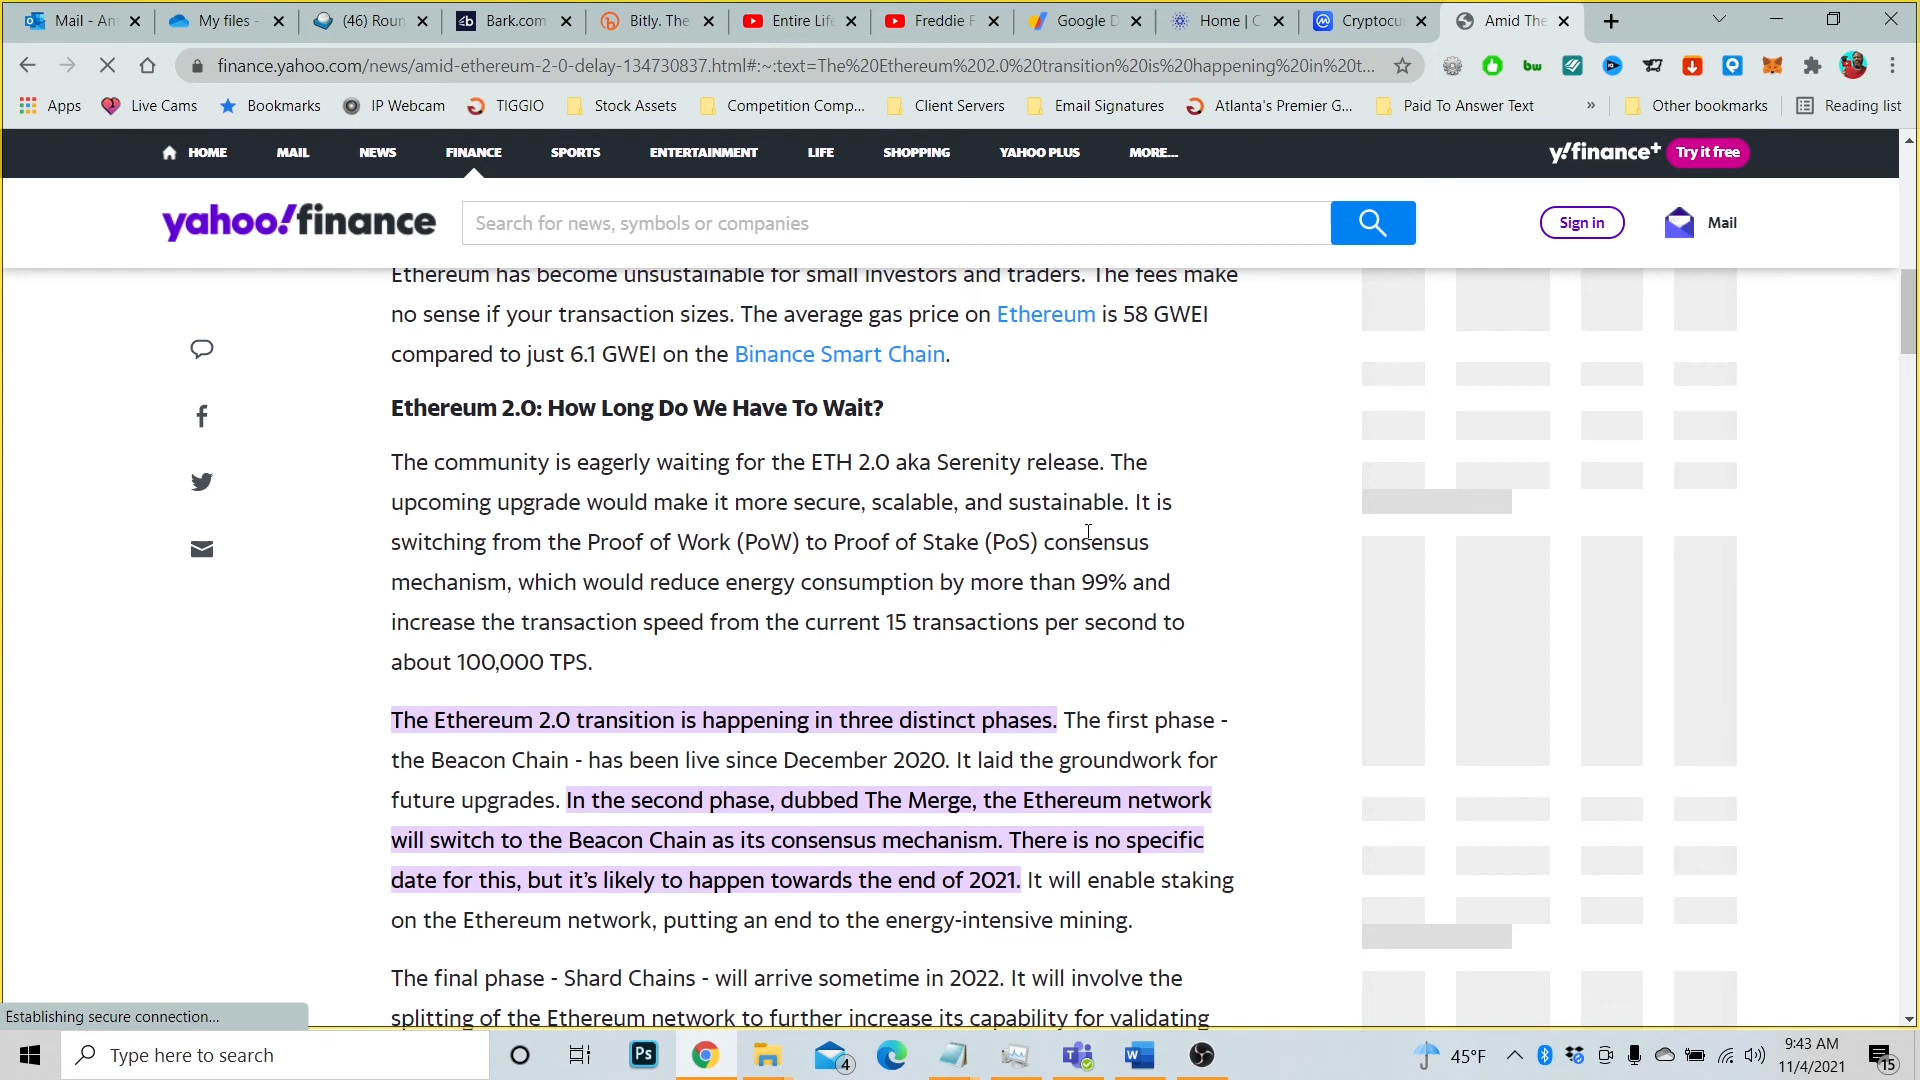 Mail - Ant
My files -
(46) Roun
Bark.com
Bitly. The
Entire Life
Freddie F
Google D
Home | C
Cryptocu
Amid The
finance.yahoo.com/news/amid-ethereum-2-0-delay-134730837.html#:~:text=The%20Ethereum%202.0%20transition%20is%20happening%20in%20t...
Apps
Live Cams
Bookmarks
IP Webcam
TIGGIO
Stock Assets
Competition Comp...
Client Servers
Email Signatures
Atlanta's Premier G...
Paid To Answer Text
»
Other bookmarks
Reading list
HOME
MAIL
NEWS
FINANCE
SPORTS
ENTERTAINMENT
LIFE
SHOPPING
YAHOO PLUS
MORE...
y!finance+
Try it free
yahoo!finance
Search for news, symbols or companies
Sign in
Mail
Ethereum has become unsustainable for small investors and traders. The fees make
no sense if your transaction sizes. The average gas price on Ethereum is 58 GWEI
compared to just 6.1 GWEI on the Binance Smart Chain.
Ethereum 2.0: How Long Do We Have To Wait?
The community is eagerly waiting for the ETH 2.0 aka Serenity release. The
upcoming upgrade would make it more secure, scalable, and sustainable. It is
switching from the Proof of Work (PoW) to Proof of Stake (PoS) consensus
mechanism, which would reduce energy consumption by more than 99% and
increase the transaction speed from the current 15 transactions per second to
about 100,000 TPS.
The Ethereum 2.0 transition is happening in three distinct phases. The first phase -
the Beacon Chain - has been live since December 2020. It laid the groundwork for
future upgrades. In the second phase, dubbed The Merge, the Ethereum network
will switch to the Beacon Chain as its consensus mechanism. There is no specific
date for this, but it's likely to happen towards the end of 2021. It will enable staking
on the Ethereum network, putting an end to the energy-intensive mining.
The final phase - Shard Chains - will arrive sometime in 2022. It will involve the
splitting of the Ethereum network to further increase its capability for validating
Establishing secure connection...
Type here to search
Ps
4
W
45°F
9:43 AM
11/4/2021
15